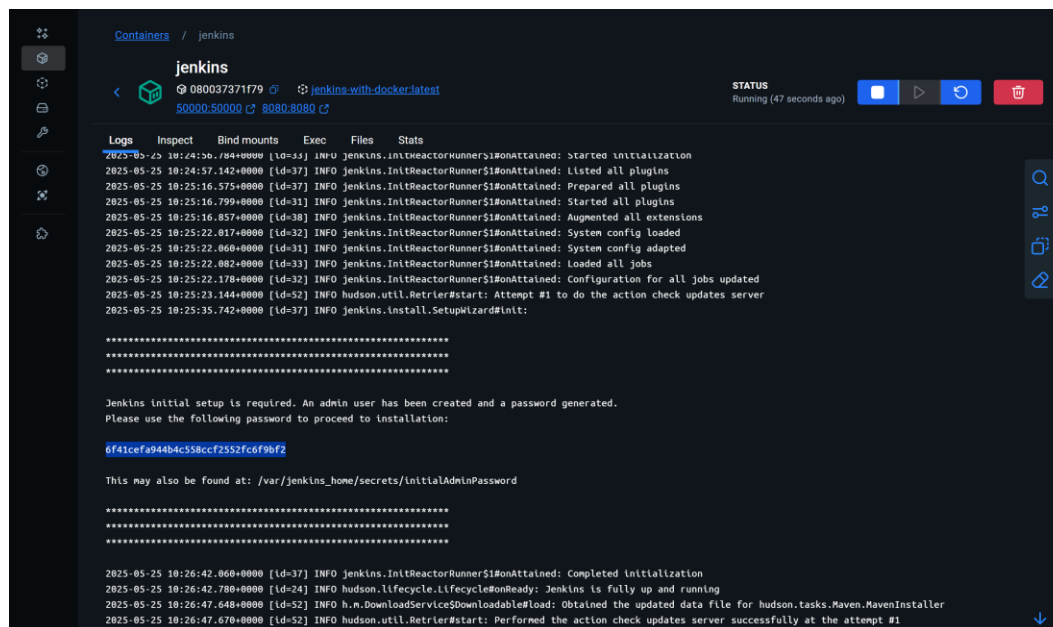 Containers / jenkins
jenkins
080037371f79 jenkins-with-docker:latest
50000:50000 8080:8080
STATUS
Running (47 seconds ago)
Logs Inspect Bind mounts Exec Files Stats
2025-05-25 10:24:56.784+0000 [id=33] INFO jenkins.InitReactorRunner$1#onAttained: Started initialization
2025-05-25 10:24:57.142+0000 [id=37] INFO jenkins.InitReactorRunner$1#onAttained: Listed all plugins
2025-05-25 10:25:16.575+0000 [id=37] INFO jenkins.InitReactorRunner$1#onAttained: Prepared all plugins
2025-05-25 10:25:16.799+0000 [id=31] INFO jenkins.InitReactorRunner$1#onAttained: Started all plugins
2025-05-25 10:25:16.857+0000 [id=38] INFO jenkins.InitReactorRunner$1#onAttained: Augmented all extensions
2025-05-25 10:25:22.017+0000 [id=32] INFO jenkins.InitReactorRunner$1#onAttained: System config loaded
2025-05-25 10:25:22.060+0000 [id=31] INFO jenkins.InitReactorRunner$1#onAttained: System config adapted
2025-05-25 10:25:22.082+0000 [id=33] INFO jenkins.InitReactorRunner$1#onAttained: Loaded all jobs
2025-05-25 10:25:22.178+0000 [id=32] INFO jenkins.InitReactorRunner$1#onAttained: Configuration for all jobs updated
2025-05-25 10:25:23.144+0000 [id=52] INFO hudson.util.Retrier#start: Attempt #1 to do the action check updates server
2025-05-25 10:25:35.742+0000 [id=37] INFO jenkins.install.SetupWizard#init:
*************************************************************
*************************************************************
*************************************************************
Jenkins initial setup is required. An admin user has been created and a password generated.
Please use the following password to proceed to installation:
6f41cefa944b4c558ccf2552fc6f9bf2
This may also be found at: /var/jenkins_home/secrets/initialAdminPassword
*************************************************************
*************************************************************
*************************************************************
2025-05-25 10:26:42.060+0000 [id=37] INFO jenkins.InitReactorRunner$1#onAttained: Completed initialization
2025-05-25 10:26:42.780+0000 [id=24] INFO hudson.lifecycle.Lifecycle#onReady: Jenkins is fully up and running
2025-05-25 10:26:47.648+0000 [id=52] INFO h.m.DownloadService$Downloadable#load: Obtained the updated data file for hudson.tasks.Maven.MavenInstaller
2025-05-25 10:26:47.670+0000 [id=52] INFO hudson.util.Retrier#start: Performed the action check updates server successfully at the attempt #1